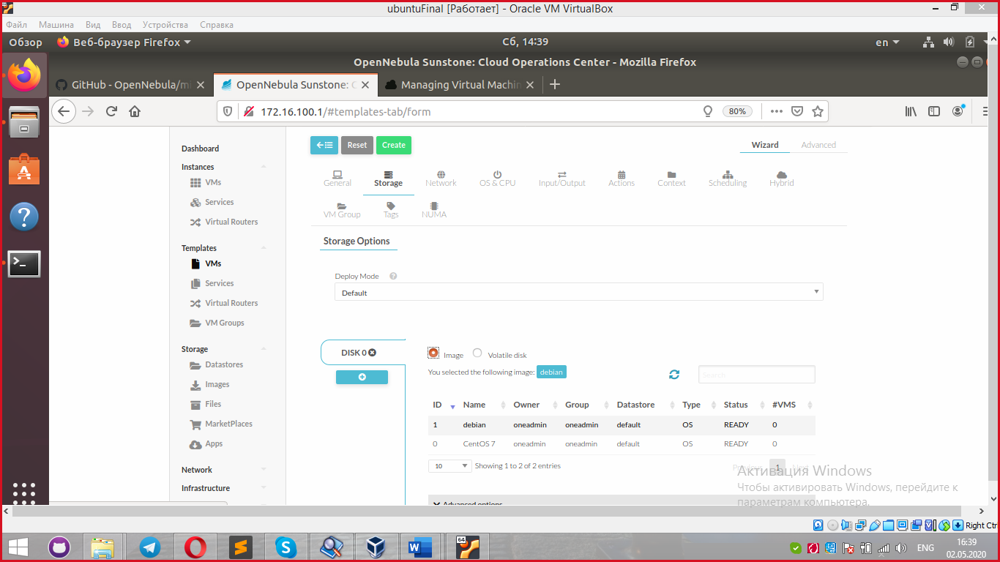 ubuntuFinal [Работает] - Oracle VM VirtualBox
Файл Машина Вид Ввод Устройства Справка
Обзор Веб-браузер Firefox Сб, 14:39 en
OpenNebula Sunstone: Cloud Operations Center - Mozilla Firefox
GitHub - OpenNebula/mi OpenNebula Sunstone: C Managing Virtual Machin
172.16.100.1/#templates-tab/form 80%
Dashboard
Instances
VMs
Services
Virtual Routers
Templates
VMs
Services
Virtual Routers
VM Groups
Storage
Datastores
Images
Files
MarketPlaces
Apps
Network
Infrastructure
Reset Create Wizard Advanced
General Storage Network OS & CPU Input/Output Actions Context Scheduling Hybrid
VM Group Tags NUMA
Storage Options
Deploy Mode
Default
DISK 0
Image Volatile disk
You selected the following image: debian Search
ID Name Owner Group Datastore Type Status #VMS
1 debian oneadmin oneadmin default OS READY 0
0 CentOS 7 oneadmin oneadmin default OS READY 0
10 Showing 1 to 2 of 2 entries Previous 1 Next
Advanced options
Активация Windows
Чтобы активировать Windows, перейдите к
параметрам компьютера.
Right Ctrl
64
ENG 16:39
02.05.2020